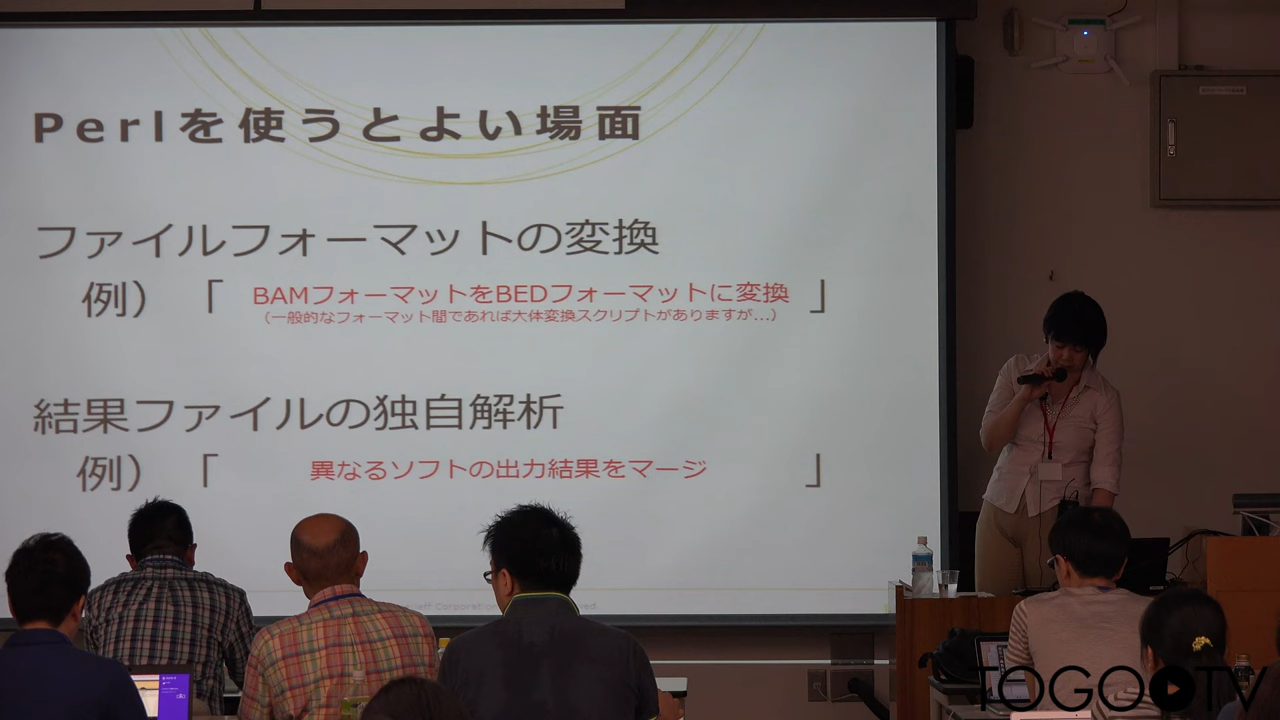 Perlを使うとよい場面
ファイルフォーマットの変換
例）「 BAMフォーマットをBEDフォーマットに変換 」
（一般的なフォーマット間であれば大体変換スクリプトがありますが...）
結果ファイルの独自解析
例）「 異なるソフトの出力結果をマージ 」
Corporation
TOGOTV